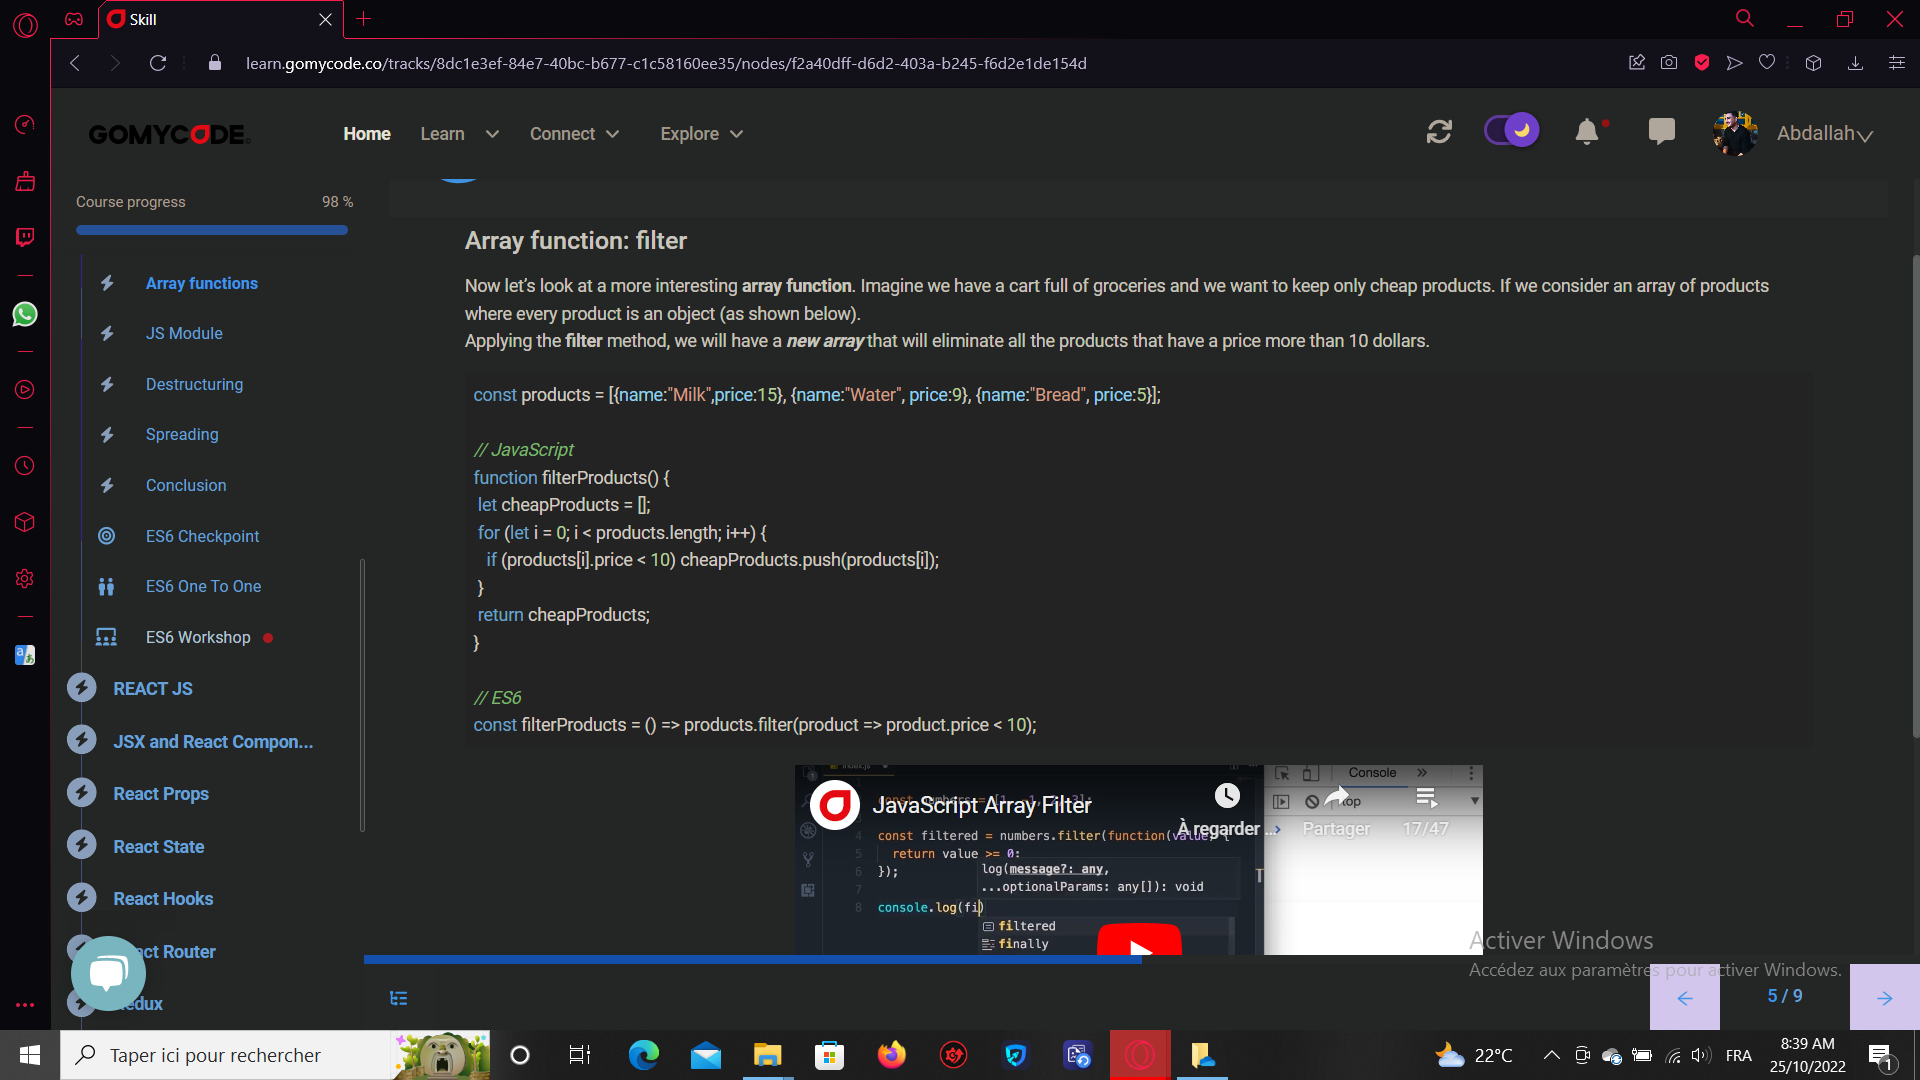 Skill
learn.gomycode.co/tracks/8dc1e3ef-84e7-40bc-b677-c1c58160ee35/nodes/f2a40dff-d6d2-403a-b245-f6d2e1de154d
GOMYCODE
Home
Learn
Connect
Explore
Abdallah
Course progress
98 %
Array functions
JS Module
Destructuring
Spreading
Conclusion
ES6 Checkpoint
ES6 One To One
ES6 Workshop
REACT JS
JSX and React Compon...
React Props
React State
React Hooks
ct Router
edux
Array function: filter
Now let's look at a more interesting array function. Imagine we have a cart full of groceries and we want to keep only cheap products. If we consider an array of products
where every product is an object (as shown below).
Applying the filter method, we will have a new array that will eliminate all the products that have a price more than 10 dollars.
const products = [{name:"Milk",price:15}, {name:"Water", price:9}, {name:"Bread", price:5}];
// JavaScript
function filterProducts() {
let cheapProducts = [];
for (let i = 0; i < products.length; i++) {
if (products[i].price < 10) cheapProducts.push(products[i]);
}
return cheapProducts;
}
// ES6
const filterProducts = () => products.filter(product => product.price < 10);
JavaScript Array Filter
À regarder ...
Partager
17/47
Console
4 const filtered = numbers.filter(function(value) {
5 return value >= 0;
6 });
7
8 console.log(fi)
log(message?: any,
...optionalParams: any[]): void
filtered
finally
Activer Windows
Accédez aux paramètres pour activer Windows.
5 / 9
Taper ici pour rechercher
22°C
FRA
8:39 AM
25/10/2022
1